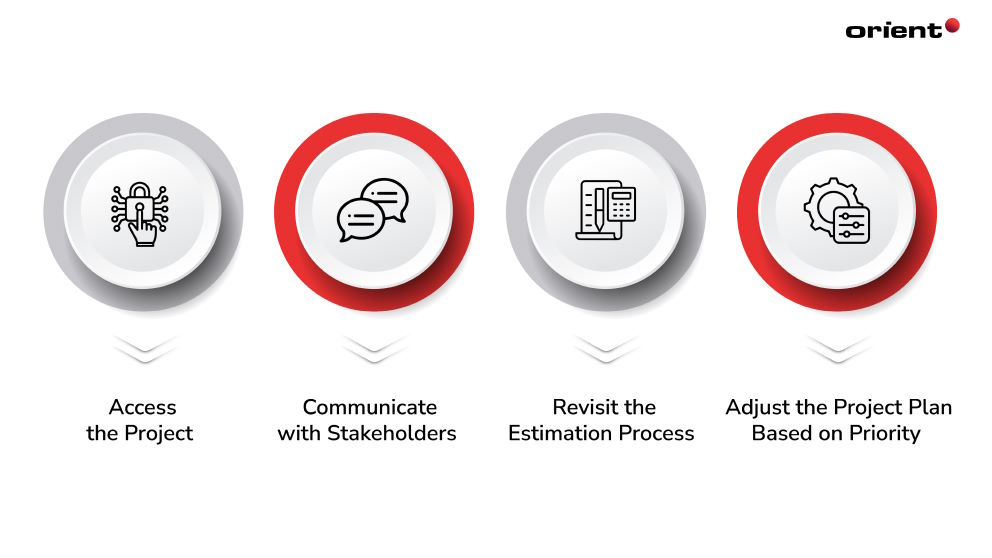 orient
Access
the Project
Communicate
with Stakeholders
Revisit the
Estimation Process
Adjust the Project Plan
Based on Priority